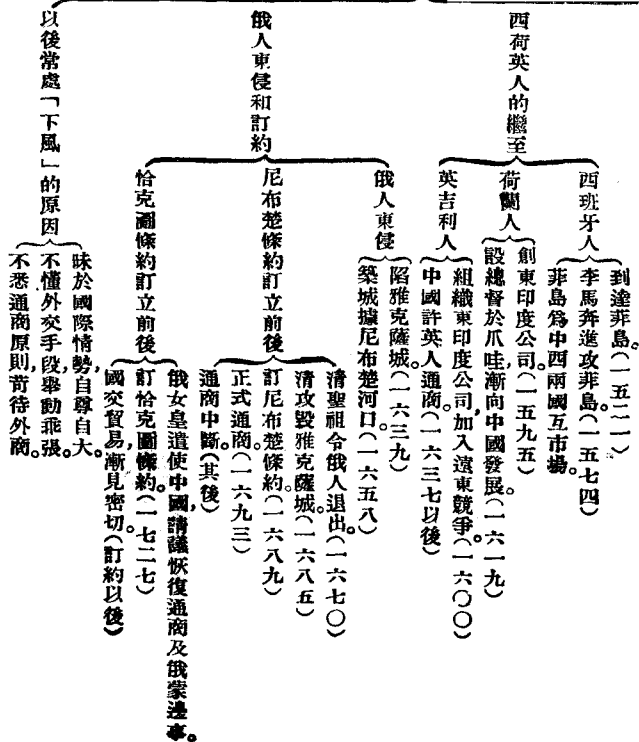 西荷英人的繼至
西班牙人
到達菲島。(一五二一)
李馬奔進攻菲島。(一五七四)
菲島爲中西兩國互市場。
荷蘭人
創東印度公司。(一五九五)
設總督於爪哇,漸向中國發展。(一六一九)
英吉利人
組織東印度公司,加入遠東競爭。(一六〇〇)
中國許英人通商。(一六三七以後)
俄人東侵和訂約
俄人東侵
陷雅克薩城。(一六三九)
築城據尼布楚河口。(一六五八)
尼布楚條約訂立前後
清聖祖令俄人退出。(一六七〇)
清攻毀雅克薩城。(一六八五)
訂尼布楚條約。(一六八九)
正式通商。(一六九三)
通商中斷。(其後)
恰克圖條約訂立前後
俄女皇遣使中國,請議恢復通商及俄蒙邊事。
訂恰克圖條約。(一七二七)
國交貿易,漸見密切。(訂約以後)
以後常處「下風」的原因
昧於國際情勢,自尊自大。
不懂外交手段,舉動乖張。
不悉通商原則,苛待外商。